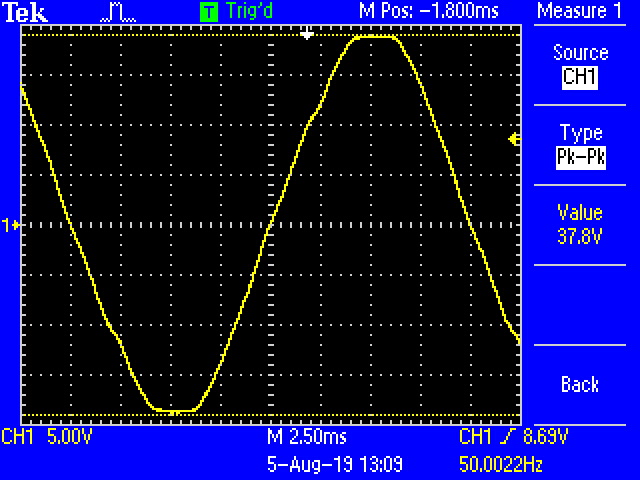 Tek T Trig'd M Pos: -1.800ms Measure 1
Source
CH1
Type
Pk-Pk
Value
37.8V
1
Back
CH1 5.00V M 2.50ms CH1 8.69V
5-Aug-19 13:09 50.0022Hz